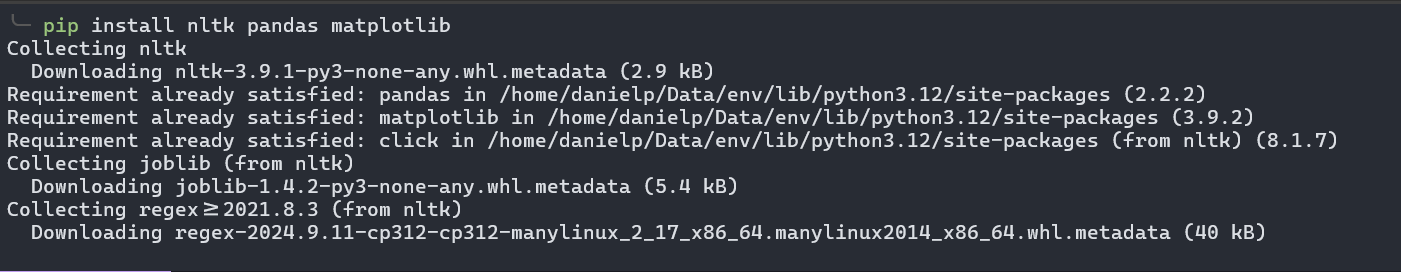 ╰─ pip install nltk pandas matplotlib
Collecting nltk
  Downloading nltk-3.9.1-py3-none-any.whl.metadata (2.9 kB)
Requirement already satisfied: pandas in /home/danielp/Data/env/lib/python3.12/site-packages (2.2.2)
Requirement already satisfied: matplotlib in /home/danielp/Data/env/lib/python3.12/site-packages (3.9.2)
Requirement already satisfied: click in /home/danielp/Data/env/lib/python3.12/site-packages (from nltk) (8.1.7)
Collecting joblib (from nltk)
  Downloading joblib-1.4.2-py3-none-any.whl.metadata (5.4 kB)
Collecting regex≥2021.8.3 (from nltk)
  Downloading regex-2024.9.11-cp312-cp312-manylinux_2_17_x86_64.manylinux2014_x86_64.whl.metadata (40 kB)